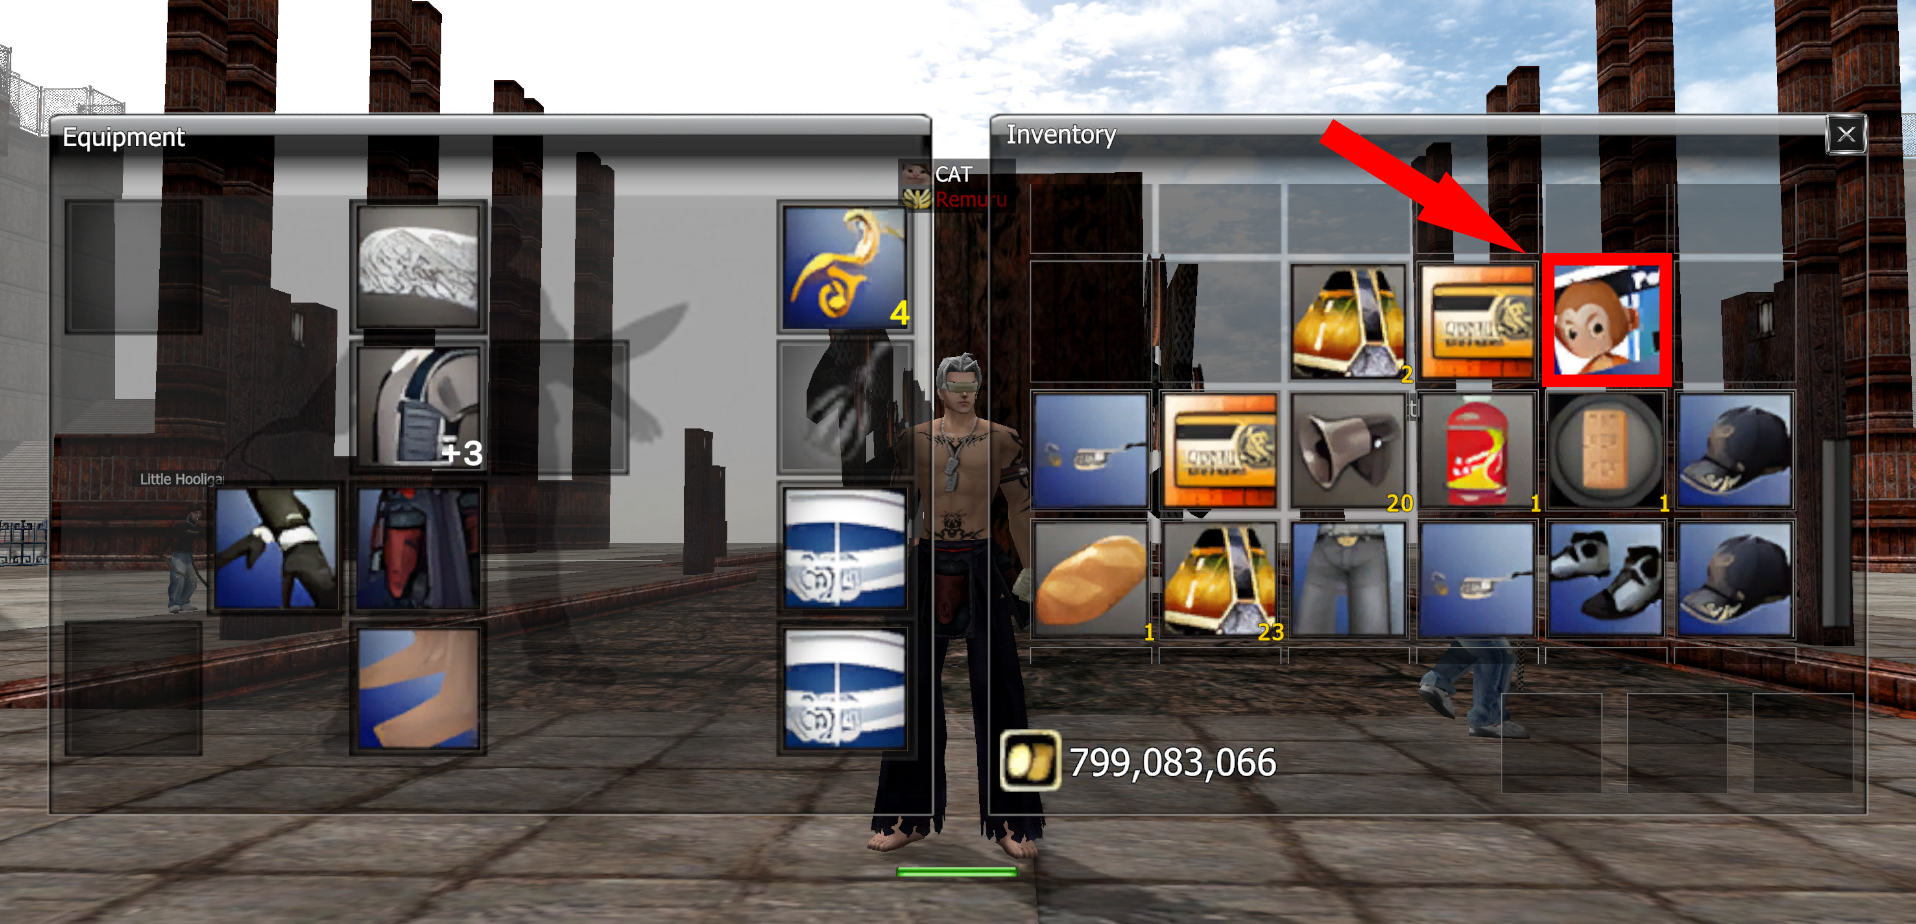 Equipment
Inventory
CAT
Remuru
4
2
+3
Little Hooliga
20
1
1
1
23
799,083,066